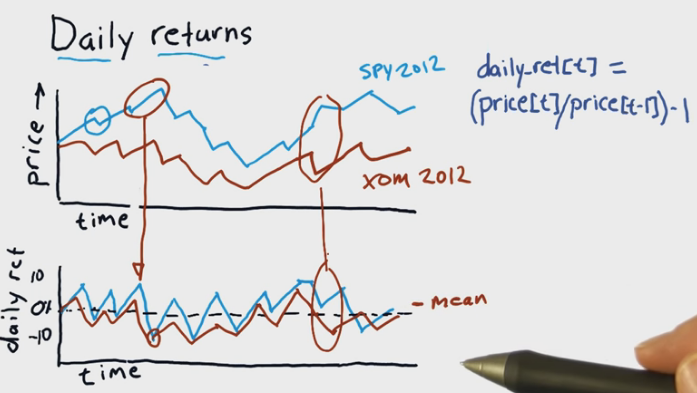 Daily returns
SPY 2012
daily_ret[t] =
(price[t]/price[t-1])-1
price →
XOM 2012
time
daily ret
10
0%
-10
- mean
time